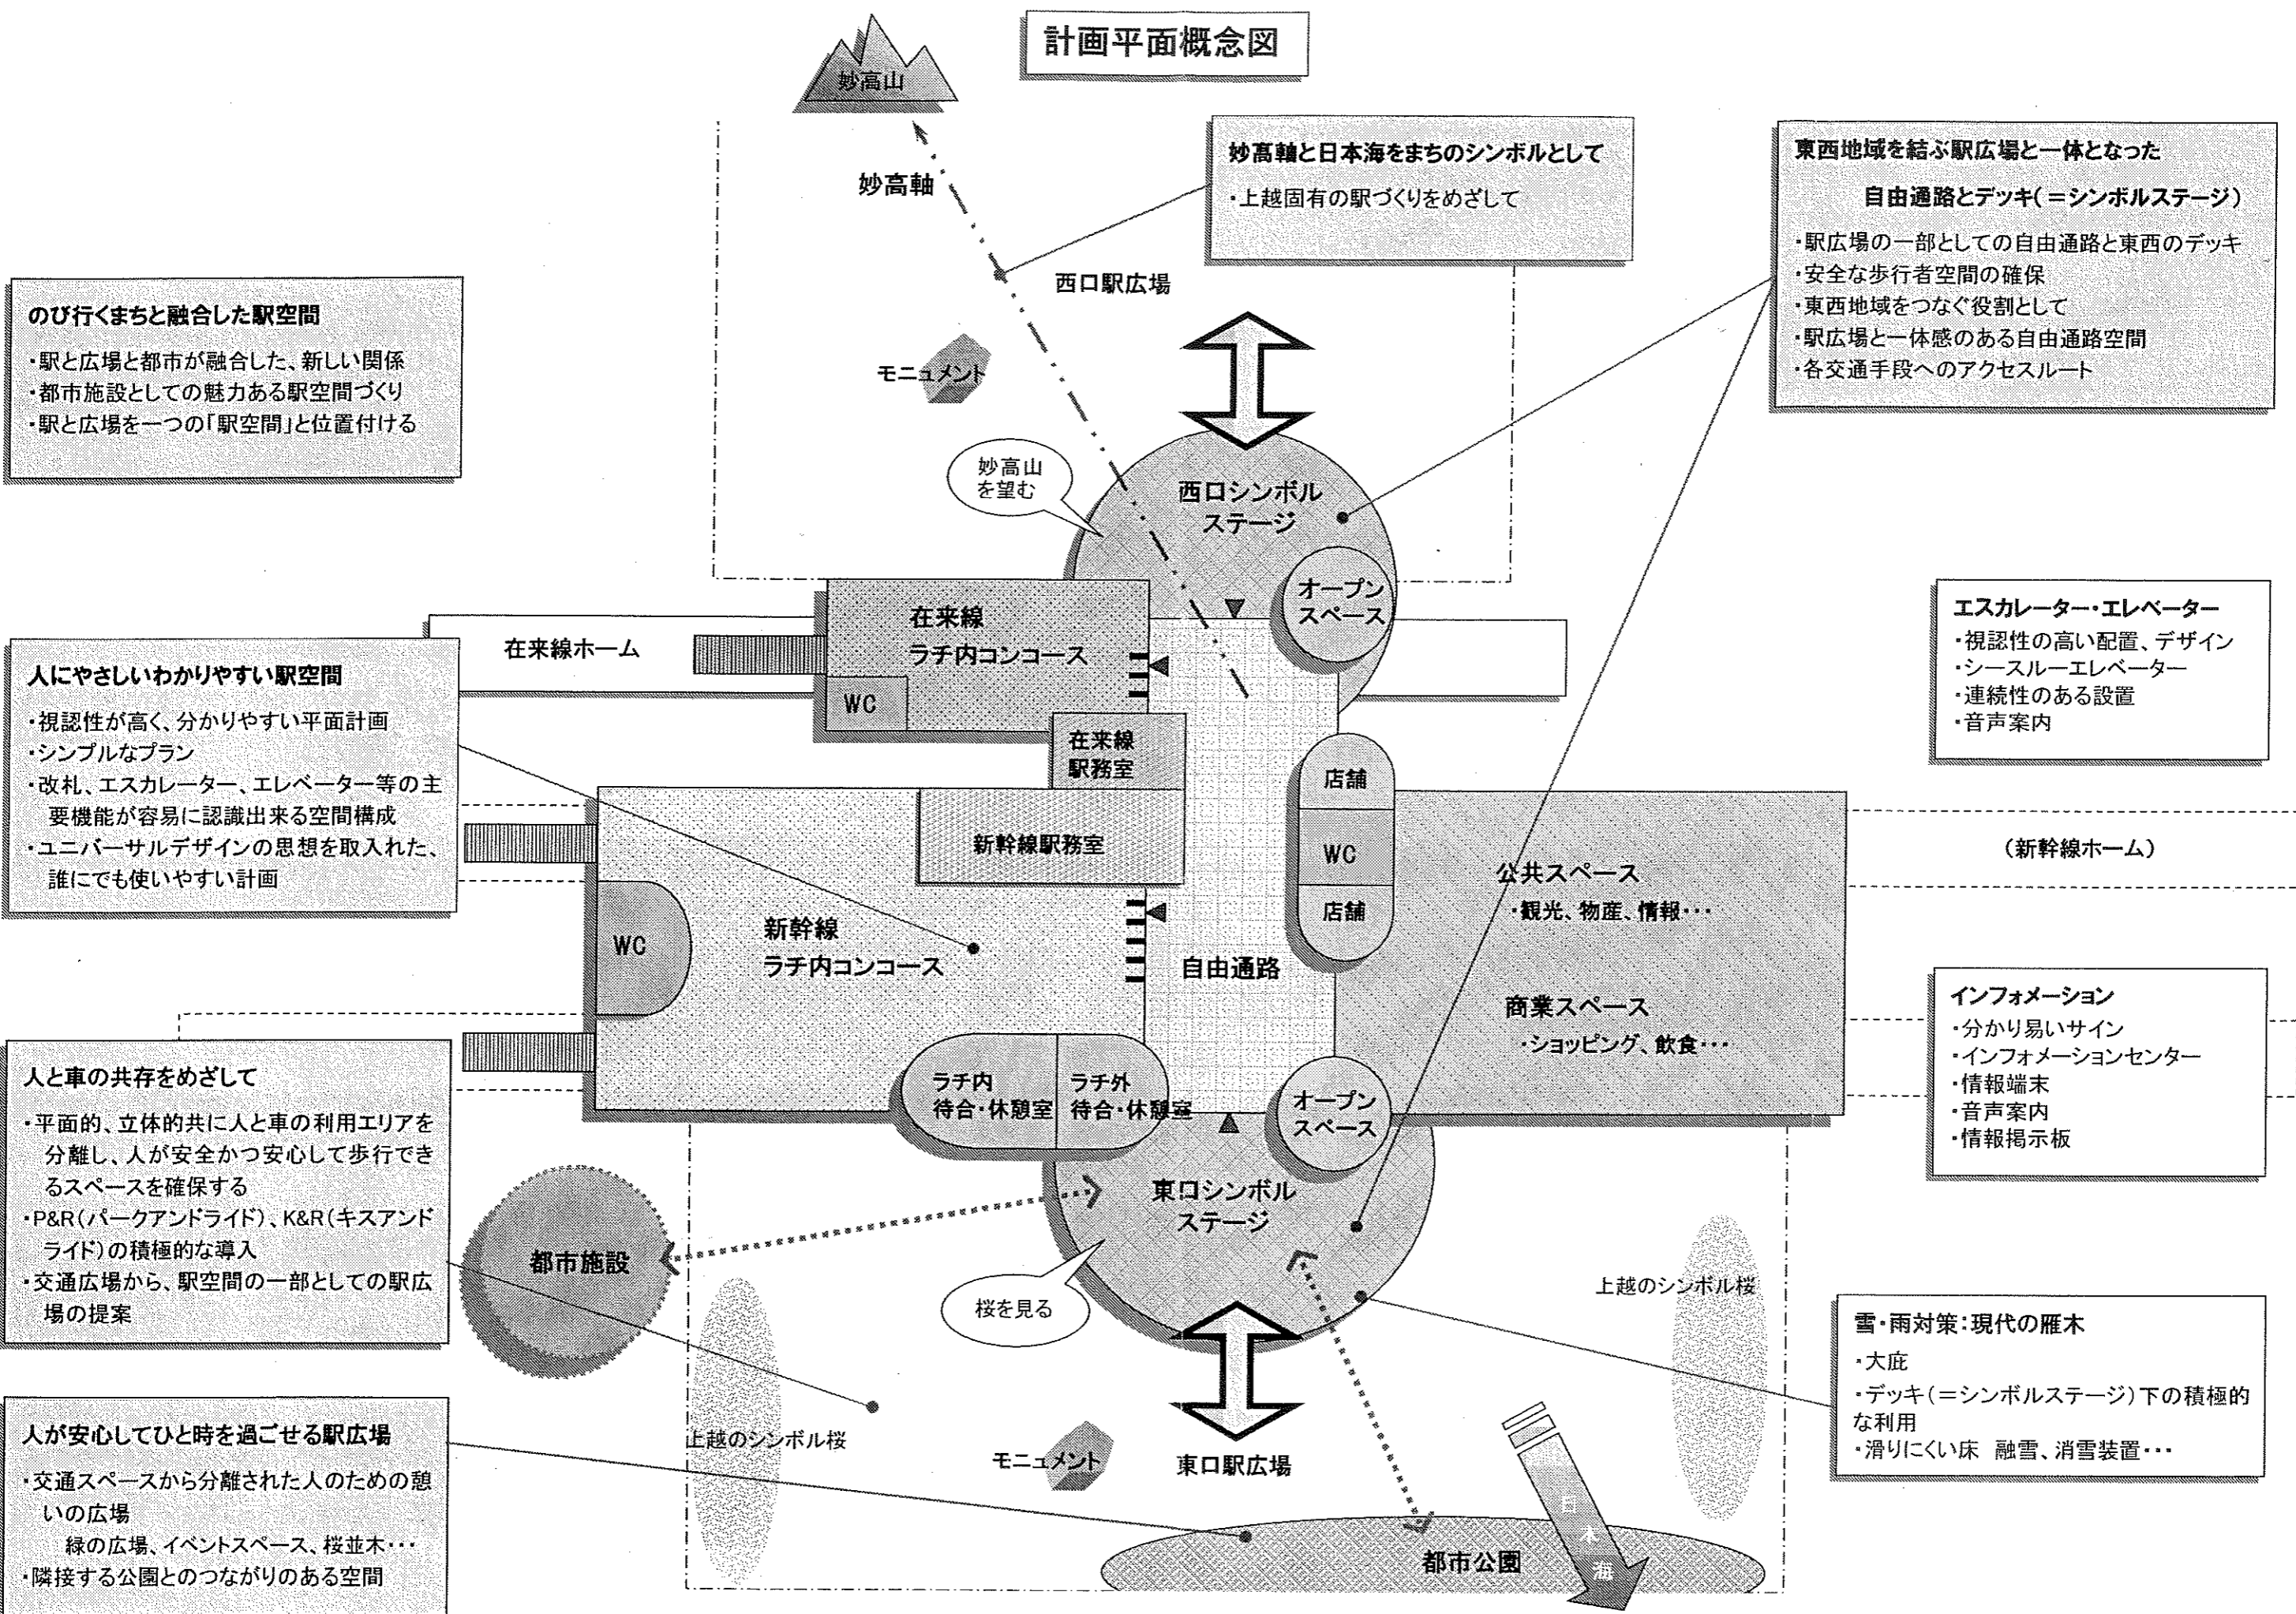 計画平面概念図
妙高山
妙高軸
妙高軸と日本海をまちのシンボルとして
・上越固有の駅づくりをめざして
東西地域を結ぶ駅広場と一体となった
自由通路とデッキ(=シンボルステージ)
・駅広場の一部としての自由通路と東西のデッキ
・安全な歩行者空間の確保
・東西地域をつなぐ役割として
・駅広場と一体感のある自由通路空間
・各交通手段へのアクセスルート
のび行くまちと融合した駅空間
・駅と広場と都市が融合した、新しい関係
・都市施設としての魅力ある駅空間づくり
・駅と広場を一つの「駅空間」と位置付ける
西口駅広場
モニュメント
妙高山
を望む
西口シンボル
ステージ
オープン
スペース
在来線ホーム
在来線
ラチ内コンコース
WC
在来線
駅務室
エスカレーター・エレベーター
・視認性の高い配置、デザイン
・シースルーエレベーター
・連続性のある設置
・音声案内
人にやさしいわかりやすい駅空間
・視認性が高く、分かりやすい平面計画
・シンプルなプラン
・改札、エスカレーター、エレベーター等の主
要機能が容易に認識出来る空間構成
・ユニバーサルデザインの思想を取入れた、
誰にでも使いやすい計画
新幹線駅務室
店舗
WC
店舗
公共スペース
・観光、物産、情報・・・
(新幹線ホーム)
WC
新幹線
ラチ内コンコース
自由通路
商業スペース
・ショッピング、飲食・・・
インフォメーション
・分かり易いサイン
・インフォメーションセンター
・情報端末
・音声案内
・情報掲示板
ラチ内
待合・休憩室
ラチ外
待合・休憩室
オープン
スペース
人と車の共存をめざして
・平面的、立体的共に人と車の利用エリアを
分離し、人が安全かつ安心して歩行でき
るスペースを確保する
・P&R(パークアンドライド)、K&R(キスアンド
ライド)の積極的な導入
・交通広場から、駅空間の一部としての駅広
場の提案
都市施設
東口シンボル
ステージ
桜を見る
上越のシンボル桜
上越のシンボル桜
モニュメント
東口駅広場
雪・雨対策：現代の雁木
・大庇
・デッキ(=シンボルステージ)下の積極的
な利用
・滑りにくい床 融雪、消雪装置・・・
人が安心してひと時を過ごせる駅広場
・交通スペースから分離された人のための憩
いの広場
緑の広場、イベントスペース、桜並木・・・
・隣接する公園とのつながりのある空間
都市公園
日本海